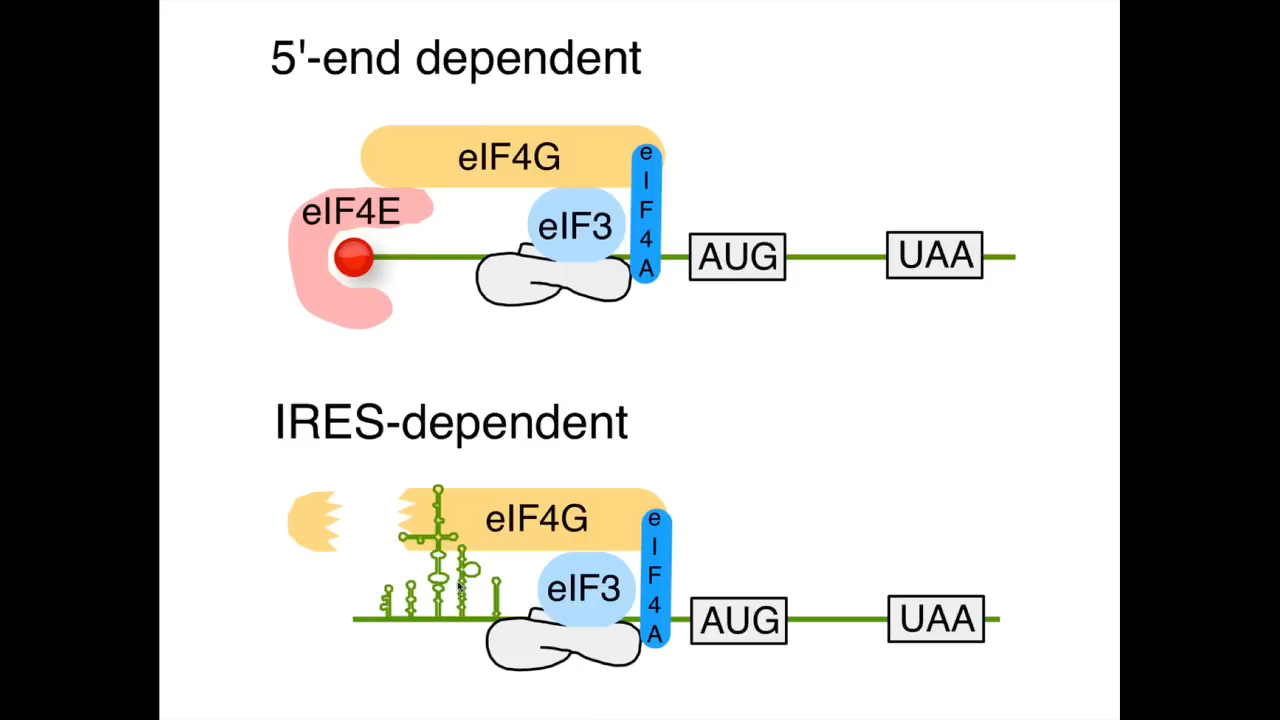 5'-end dependent
eIF4G
eIF4A
eIF4E
eIF3
AUG
UAA
IRES-dependent
eIF4G
eIF4A
eIF3
AUG
UAA